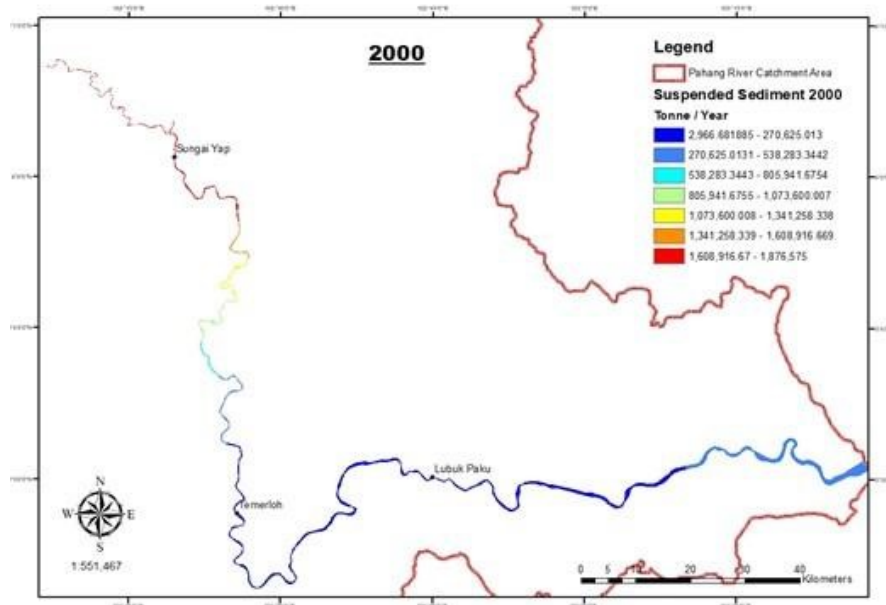 2000
Legend
Pahang River Catchment Area
Suspended Sediment 2000
Tonne / Year
2,966.681885 - 270,625.013
270,625.0131 - 538,283.3442
538,283.3443 - 805,941.6754
805,941.6755 - 1,073,600.007
1,073,600.008 - 1,341,258.338
1,341,258.339 - 1,608,916.669
1,608,916.67 - 1,876,575
Sungai Yap
Lubuk Paku
Temerloh
N
W E
S
1:551,467
0 5 10 20 30 40
Kilometers